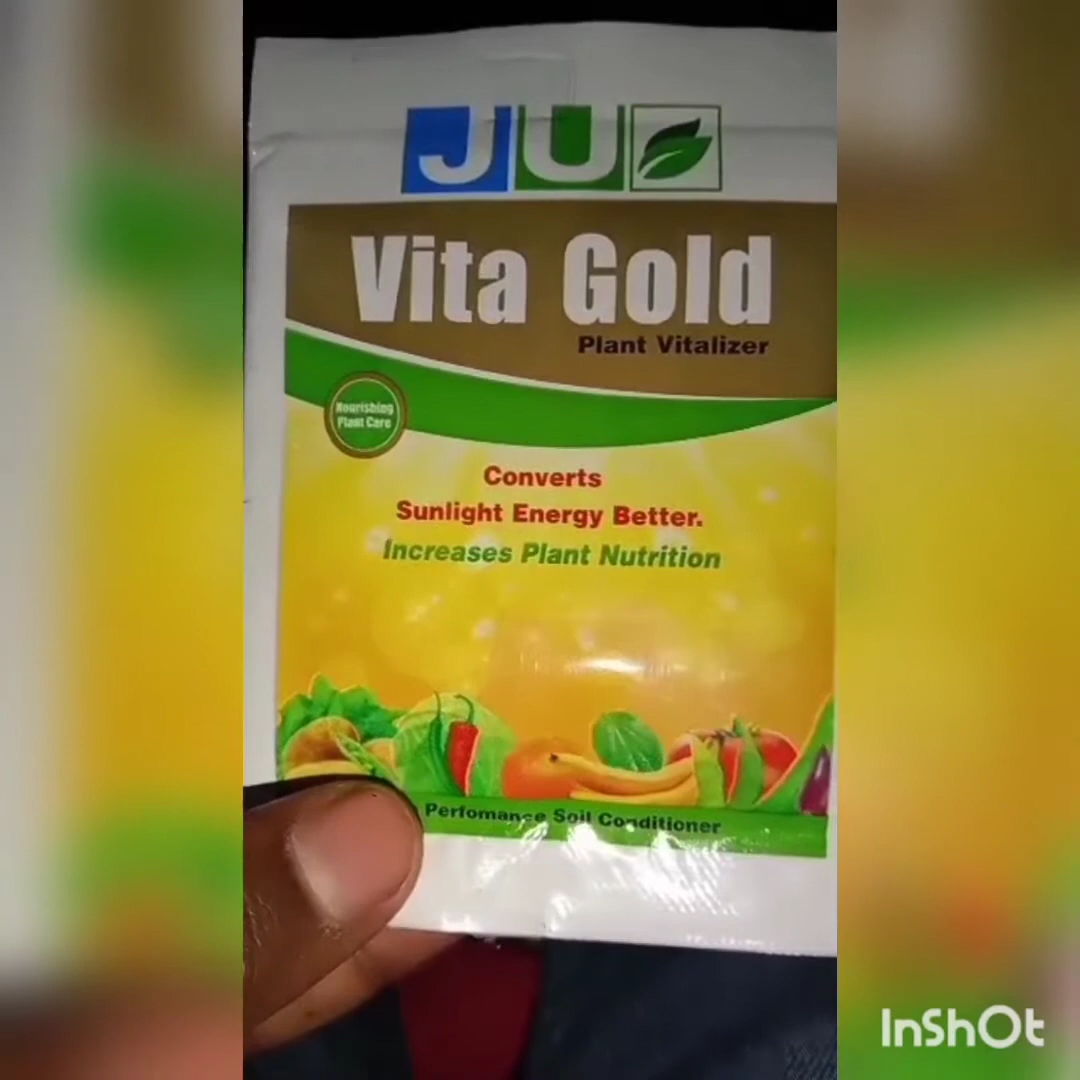 JU
Vita Gold
Plant Vitalizer
Nourishing
Plant Care
Converts
Sunlight Energy Better.
Increases Plant Nutrition
Perfomance Soil Conditioner
InShOt